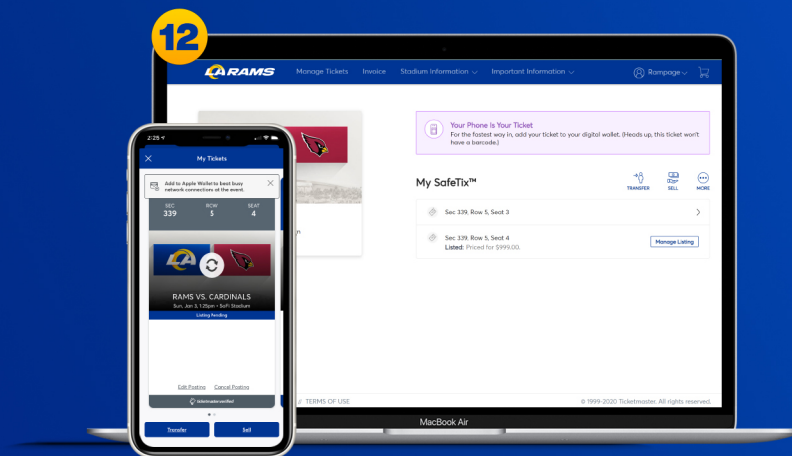 12
LA RAMS
Manage Tickets Invoice Stadium Information Important Information Rampage
Your Phone Is Your Ticket
For the fastest way in, add your ticket to your digital wallet. (Heads up, this ticket won't
have a barcode.)
My SafeTix™
TRANSFER SELL MORE
Sec 339, Row 5, Seat 3
Sec 339, Row 5, Seat 4
Listed: Priced for $999.00.
Manage Listing
// TERMS OF USE
© 1999-2020 Ticketmaster. All rights reserved.
MacBook Air
2:25
My Tickets
Add to Apple Wallet to beat busy
network connections at the event.
SEC ROW SEAT
339 5 4
LA
RAMS VS. CARDINALS
Sun, Jan 3, 1:25pm • SoFi Stadium
Listing Pending
Edit Posting Cancel Posting
ticketmaster verified
Transfer Sell